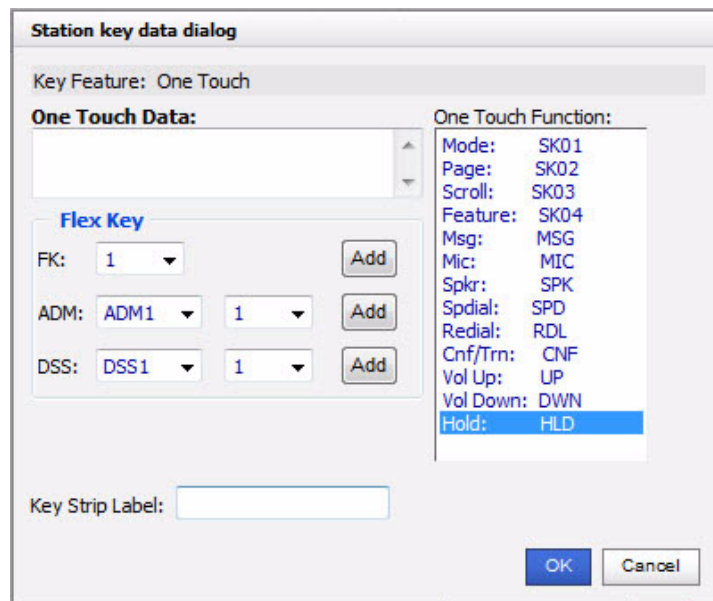 Station key data dialog
Key Feature: One Touch
One Touch Data:
Flex Key
FK: 1 Add
ADM: ADM1 1 Add
DSS: DSS1 1 Add
One Touch Function:
Mode: SK01
Page: SK02
Scroll: SK03
Feature: SK04
Msg: MSG
Mic: MIC
Spkr: SPK
Spdial: SPD
Redial: RDL
Cnf/Trn: CNF
Vol Up: UP
Vol Down: DWN
Hold: HLD
Key Strip Label:
OK Cancel